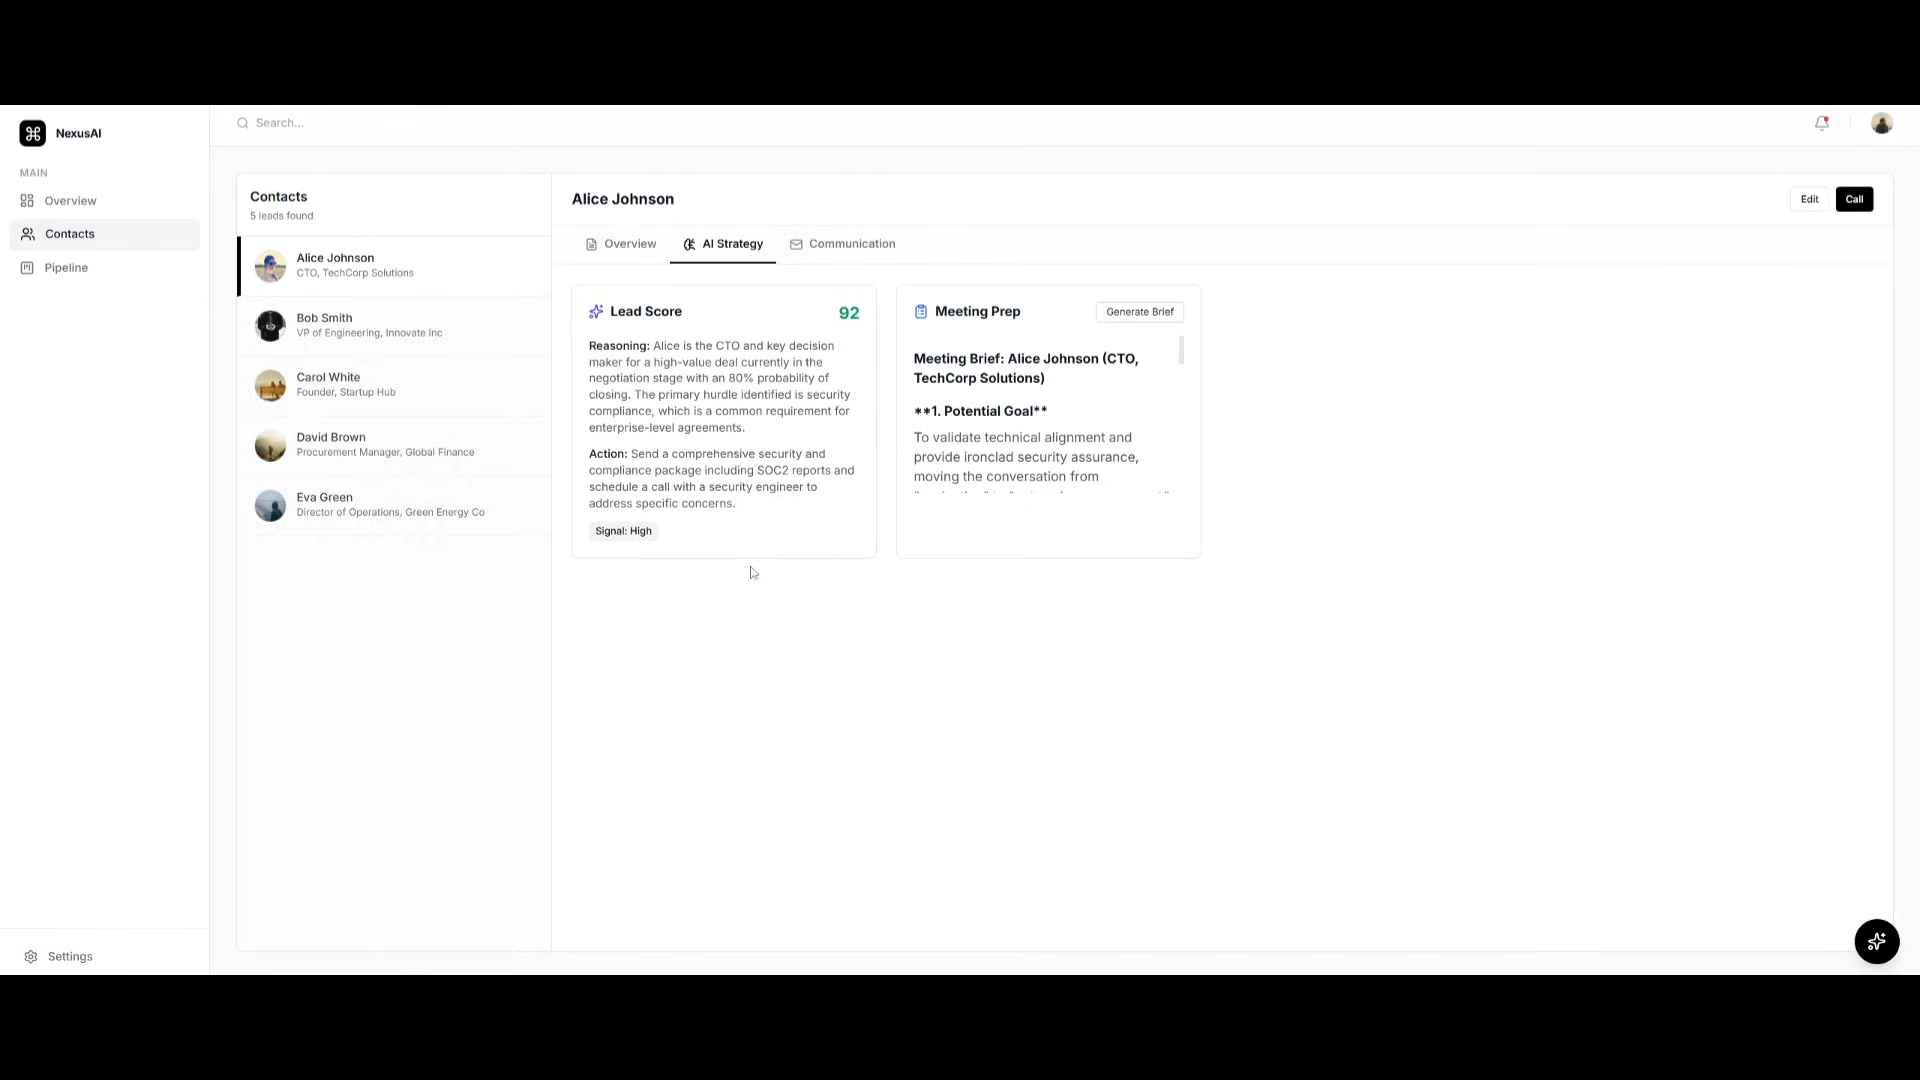 NexusAI
MAIN
Overview
Contacts
Pipeline
Settings
Search...
Contacts
5 leads found
Alice Johnson
CTO, TechCorp Solutions
Bob Smith
VP of Engineering, Innovate Inc
Carol White
Founder, Startup Hub
David Brown
Procurement Manager, Global Finance
Eva Green
Director of Operations, Green Energy Co
Alice Johnson
Edit
Call
Overview
AI Strategy
Communication
Lead Score
92
Reasoning: Alice is the CTO and key decision
maker for a high-value deal currently in the
negotiation stage with an 80% probability of
closing. The primary hurdle identified is security
compliance, which is a common requirement for
enterprise-level agreements.
Action: Send a comprehensive security and
compliance package including SOC2 reports and
schedule a call with a security engineer to
address specific concerns.
Signal: High
Meeting Prep
Generate Brief
Meeting Brief: Alice Johnson (CTO,
TechCorp Solutions)
**1. Potential Goal**
To validate technical alignment and
provide ironclad security assurance,
moving the conversation from